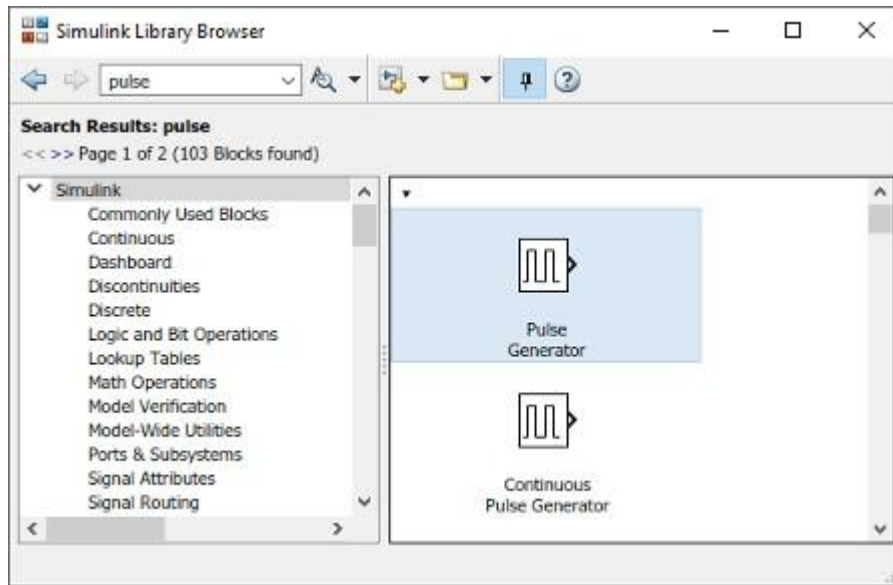 Simulink Library Browser
pulse
Search Results: pulse
<< >> Page 1 of 2 (103 Blocks found)
Simulink
Commonly Used Blocks
Continuous
Dashboard
Discontinuities
Discrete
Logic and Bit Operations
Lookup Tables
Math Operations
Model Verification
Model-Wide Utilities
Ports & Subsystems
Signal Attributes
Signal Routing
Pulse
Generator
Continuous
Pulse Generator